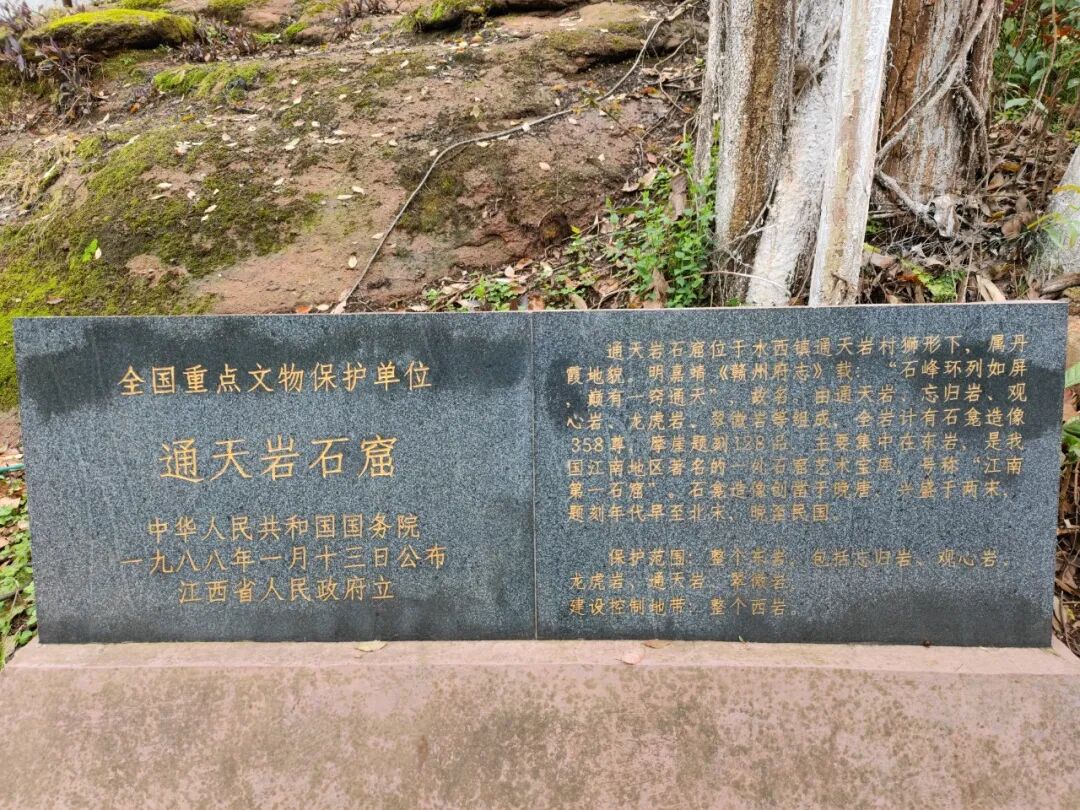 全国重点文物保护单位
通天岩石窟
中华人民共和国国务院
一九八八年一月十三日公布
江西省人民政府立
通天岩石窟位于水西镇通天岩村狮形下，属丹
霞地貌。明嘉靖《赣州府志》载：“石峰环列如屏
，巅有一窍通天”，故名。由通天岩、忘归岩、观
心岩、龙虎岩、翠微岩等组成，全岩计有石龛造像
358尊，摩崖题刻128品，主要集中在东岩，是我
国江南地区著名的一处石窟艺术宝库，号称“江南
第一石窟”。石龛造像创凿于晚唐，兴盛于两宋，
题刻年代早至北宋，晚至民国。
保护范围：整个东岩，包括忘归岩、观心岩、
龙虎岩、通天岩、翠微岩
建设控制地带：整个西岩